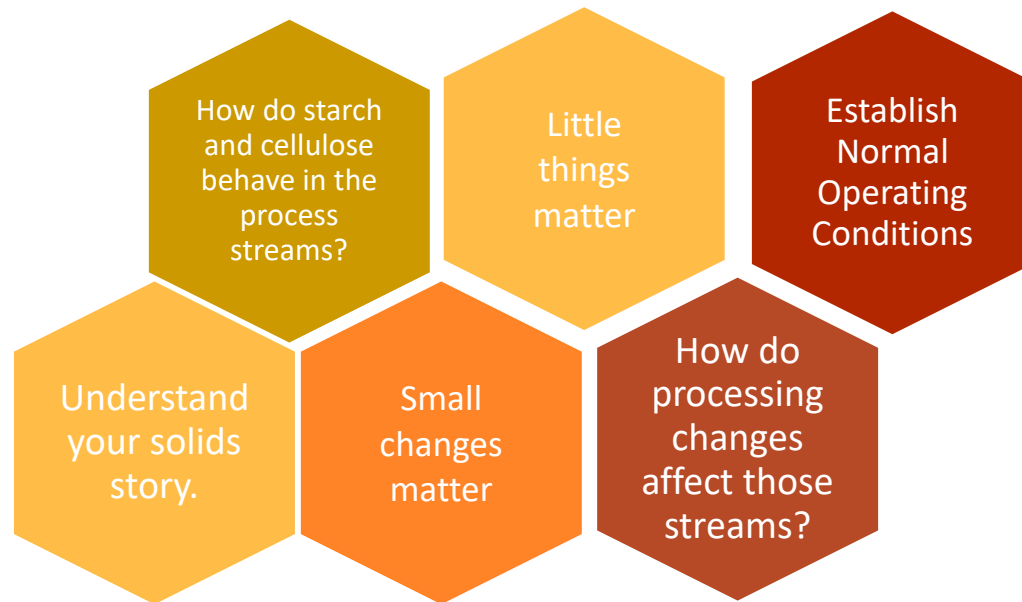 How do starch
and cellulose
behave in the
process
streams?
Little
things
matter
Establish
Normal
Operating
Conditions
Understand
your solids
story.
Small
changes
matter
How do
processing
changes
affect those
streams?